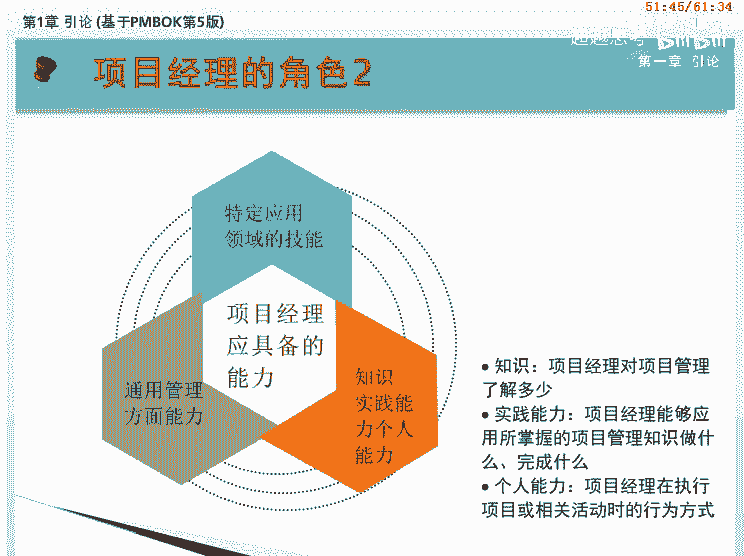 51:45/61:34
第1章 引论 (基于PMBOK第5版)
第一章 引论
项目经理的角色2
特定应用
领域的技能
项目经理
应具备的
能力
通用管理
方面能力
知识
实践能
力个人
能力
• 知识：项目经理对项目管理
了解多少
• 实践能力：项目经理能够应
用所掌握的项目管理知识做什
么、完成什么
• 个人能力：项目经理在执行
项目或相关活动时的行为方式